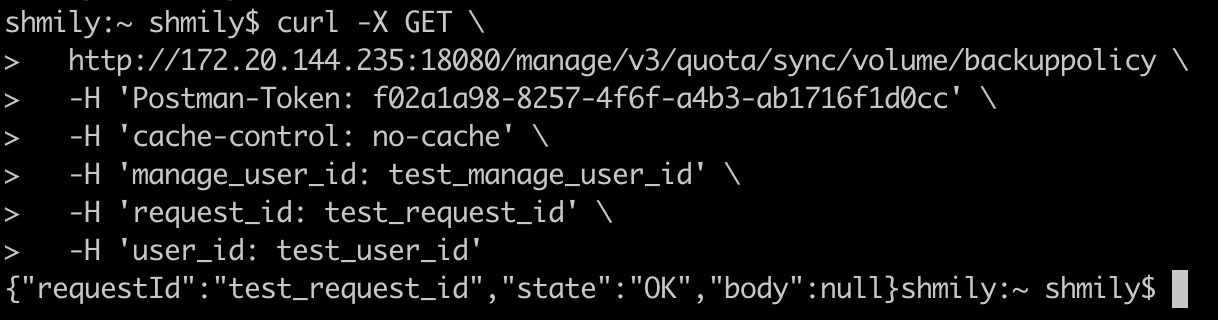 shmily:~ shmily$ curl -X GET \
>   http://172.20.144.235:18080/manage/v3/quota/sync/volume/backuppolicy \
>   -H 'Postman-Token: f02a1a98-8257-4f6f-a4b3-ab1716f1d0cc' \
>   -H 'cache-control: no-cache' \
>   -H 'manage_user_id: test_manage_user_id' \
>   -H 'request_id: test_request_id' \
>   -H 'user_id: test_user_id'
{"requestId":"test_request_id","state":"OK","body":null}shmily:~ shmily$